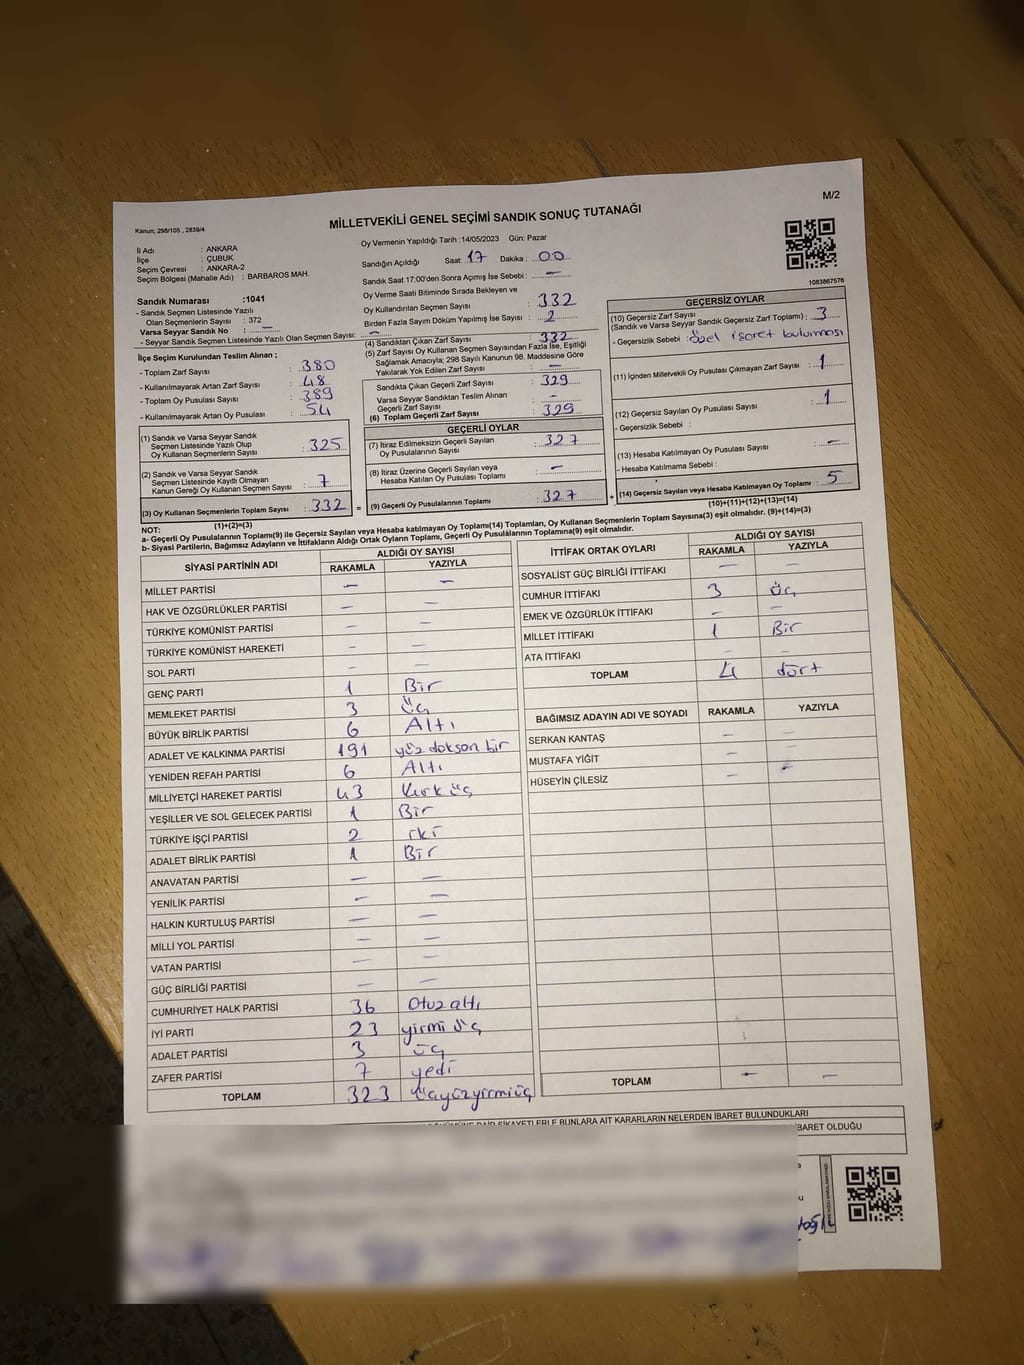 M/2
MİLLETVEKİLİ GENEL SEÇİMİ SANDIK SONUÇ TUTANAĞI
Kanun; 298/105 , 2839/4
İl Adı : ANKARA
İlçe : ÇUBUK
Seçim Çevresi : ANKARA-2
Seçim Bölgesi (Mahalle Adı) : BARBAROS MAH.
Sandık Numarası :1041
- Sandık Seçmen Listesinde Yazılı
Olan Seçmenlerin Sayısı : 372
Varsa Seyyar Sandık No : —
- Seyyar Sandık Seçmen Listesinde Yazılı Olan Seçmen Sayısı: —
İlçe Seçim Kurulundan Teslim Alınan ;
- Toplam Zarf Sayısı : 380
- Kullanılmayarak Artan Zarf Sayısı : 48
- Toplam Oy Pusulası Sayısı : 389
- Kullanılmayarak Artan Oy Pusulası : 54
(1) Sandık ve Varsa Seyyar Sandık
Seçmen Listesinde Yazılı Olup
Oy Kullanan Seçmenlerin Sayısı : 325
(2) Sandık ve Varsa Seyyar Sandık
Seçmen Listesinde Kayıtlı Olmayan
Kanun Gereği Oy Kullanan Seçmen Sayısı : 7
(3) Oy Kullanan Seçmenlerin Toplam Sayısı : 332
(1)+(2)=(3)
Oy Vermenin Yapıldığı Tarih :14/05/2023 Gün: Pazar
Sandığın Açıldığı Saat: 17 Dakika : 00
Sandık Saat 17:00'den Sonra Açımış İse Sebebi : —
Oy Verme Saati Bitiminde Sırada Bekleyen ve
Oy Kullandırılan Seçmen Sayısı : 332
Birden Fazla Sayım Döküm Yapılmış İse Sayısı : 2
(4) Sandıktan Çıkan Zarf Sayısı : 332
(5) Zarf Sayısı Oy Kullanan Seçmen Sayısından Fazla İse, Eşitliği
Sağlamak Amacıyla; 298 Sayılı Kanunun 98. Maddesine Göre
Yakılarak Yok Edilen Zarf Sayısı : —
Sandıkta Çıkan Geçerli Zarf Sayısı : 329
Varsa Seyyar Sandıktan Teslim Alınan
Geçerli Zarf Sayısı : -
(6) Toplam Geçerli Zarf Sayısı : 329
GEÇERLİ OYLAR
(7) İtiraz Edilmeksizin Geçerli Sayılan
Oy Pusulalarının Sayısı : 327
(8) İtiraz Üzerine Geçerli Sayılan veya
Hesaba Katılan Oy Pusulası Toplamı : —
= (9) Geçerli Oy Pusulalarının Toplamı : 327 +
1083867576
GEÇERSİZ OYLAR
(10) Geçersiz Zarf Sayısı
(Sandık ve Varsa Seyyar Sandık Geçersiz Zarf Toplamı) : 3
- Geçersizlik Sebebi : özel işaret bulunması
(11) İçinden Milletvekili Oy Pusulası Çıkmayan Zarf Sayısı : 1
(12) Geçersiz Sayılan Oy Pusulası Sayısı : 1
- Geçersizlik Sebebi :
(13) Hesaba Katılmayan Oy Pusulası Sayısı : —
- Hesaba Katılmama Sebebi :
(14) Geçersiz Sayılan veya Hesaba Katılmayan Oy Toplamı : 5
(10)+(11)+(12)+(13)=(14)
NOT:
a- Geçerli Oy Pusulalarının Toplamı(9) ile Geçersiz Sayılan veya Hesaba katılmayan Oy Toplamı(14) Toplamları, Oy Kullanan Seçmenlerin Toplam Sayısına(3) eşit olmalıdır. (9)+(14)=(3)
b- Siyasi Partilerin, Bağımsız Adayların ve İttifakların Aldığı Ortak Oyların Toplamı, Geçerli Oy Pusulalarının Toplamına(9) eşit olmalıdır.
SİYASİ PARTİNİN ADI ALDIĞI OY SAYISI
RAKAMLA YAZIYLA
MİLLET PARTİSİ — —
HAK VE ÖZGÜRLÜKLER PARTİSİ — —
TÜRKİYE KOMÜNİST PARTİSİ — —
TÜRKİYE KOMÜNİST HAREKETİ — —
SOL PARTİ — —
GENÇ PARTİ 1 Bir
MEMLEKET PARTİSİ 3 Üç
BÜYÜK BİRLİK PARTİSİ 6 Altı
ADALET VE KALKINMA PARTİSİ 191 yüz doksan bir
YENİDEN REFAH PARTİSİ 6 Altı
MİLLİYETÇİ HAREKET PARTİSİ 43 Kırk üç
YEŞİLLER VE SOL GELECEK PARTİSİ 1 Bir
TÜRKİYE İŞÇİ PARTİSİ 2 iki
ADALET BİRLİK PARTİSİ 1 Bir
ANAVATAN PARTİSİ — —
YENİLİK PARTİSİ — —
HALKIN KURTULUŞ PARTİSİ — —
MİLLİ YOL PARTİSİ — —
VATAN PARTİSİ — —
GÜÇ BİRLİĞİ PARTİSİ — —
CUMHURİYET HALK PARTİSİ 36 Otuz altı
İYİ PARTİ 23 yirmi üç
ADALET PARTİSİ 3 üç
ZAFER PARTİSİ 7 yedi
TOPLAM 323 Üçyüzyirmiüç
İTTİFAK ORTAK OYLARI ALDIĞI OY SAYISI
RAKAMLA YAZIYLA
SOSYALİST GÜÇ BİRLİĞİ İTTİFAKI — —
CUMHUR İTTİFAKI 3 Üç
EMEK VE ÖZGÜRLÜK İTTİFAKI — —
MİLLET İTTİFAKI 1 Bir
ATA İTTİFAKI — —
TOPLAM 4 dört
BAĞIMSIZ ADAYIN ADI VE SOYADI RAKAMLA YAZIYLA
SERKAN KANTAŞ — —
MUSTAFA YİĞİT — —
HÜSEYİN ÇİLESİZ — —
TOPLAM — —
ŞİKAYETLERLE BUNLARA AİT KARARLARIN NELERDEN İBARET BULUNDUKLARI
İBARET OLDUĞU